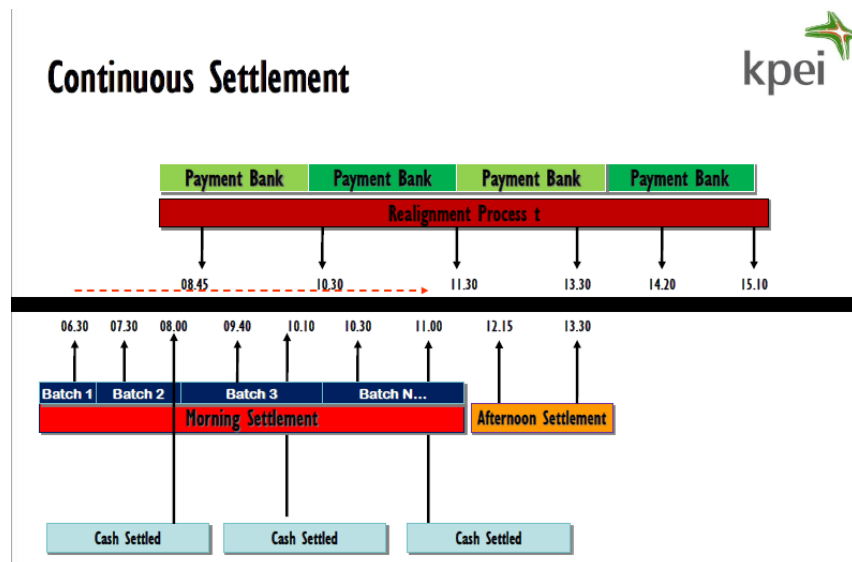 Continuous Settlement
kpei
Payment Bank Payment Bank Payment Bank Payment Bank
Realignment Process t
08.45 10.30 11.30 13.30 14.20 15.10
06.30 07.30 08.00 09.40 10.10 10.30 11.00 12.15 13.30
Batch 1 Batch 2 Batch 3 Batch N...
Morning Settlement Afternoon Settlement
Cash Settled Cash Settled Cash Settled